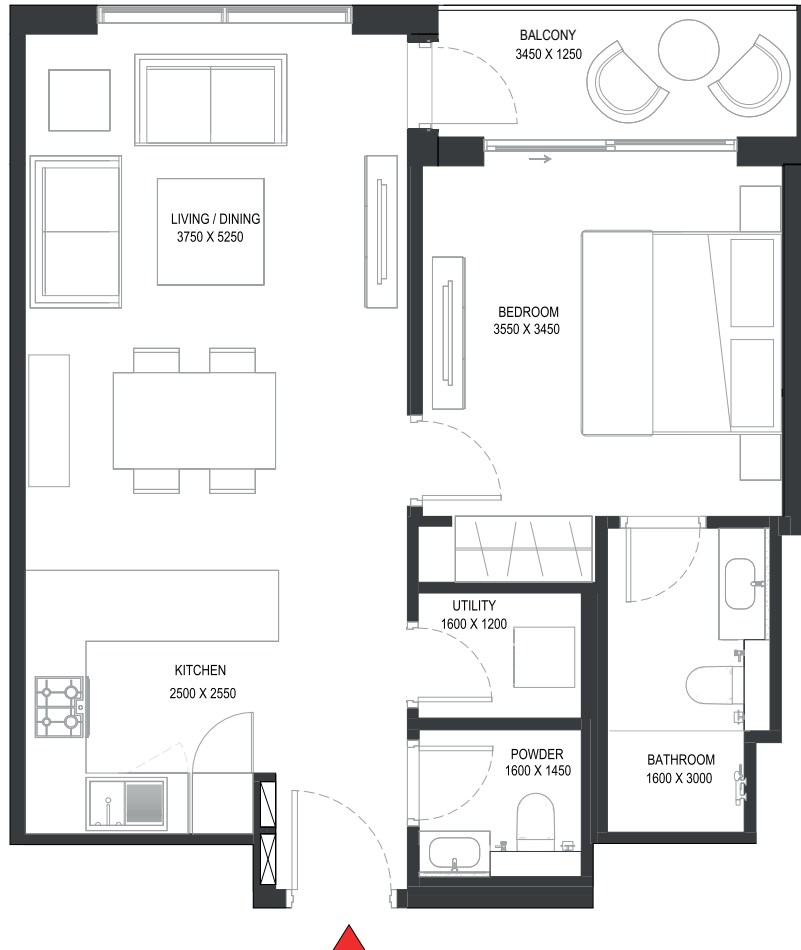 BALCONY
3450 X 1250
LIVING / DINING
3750 X 5250
BEDROOM
3550 X 3450
UTILITY
1600 X 1200
KITCHEN
2500 X 2550
POWDER
1600 X 1450
BATHROOM
1600 X 3000